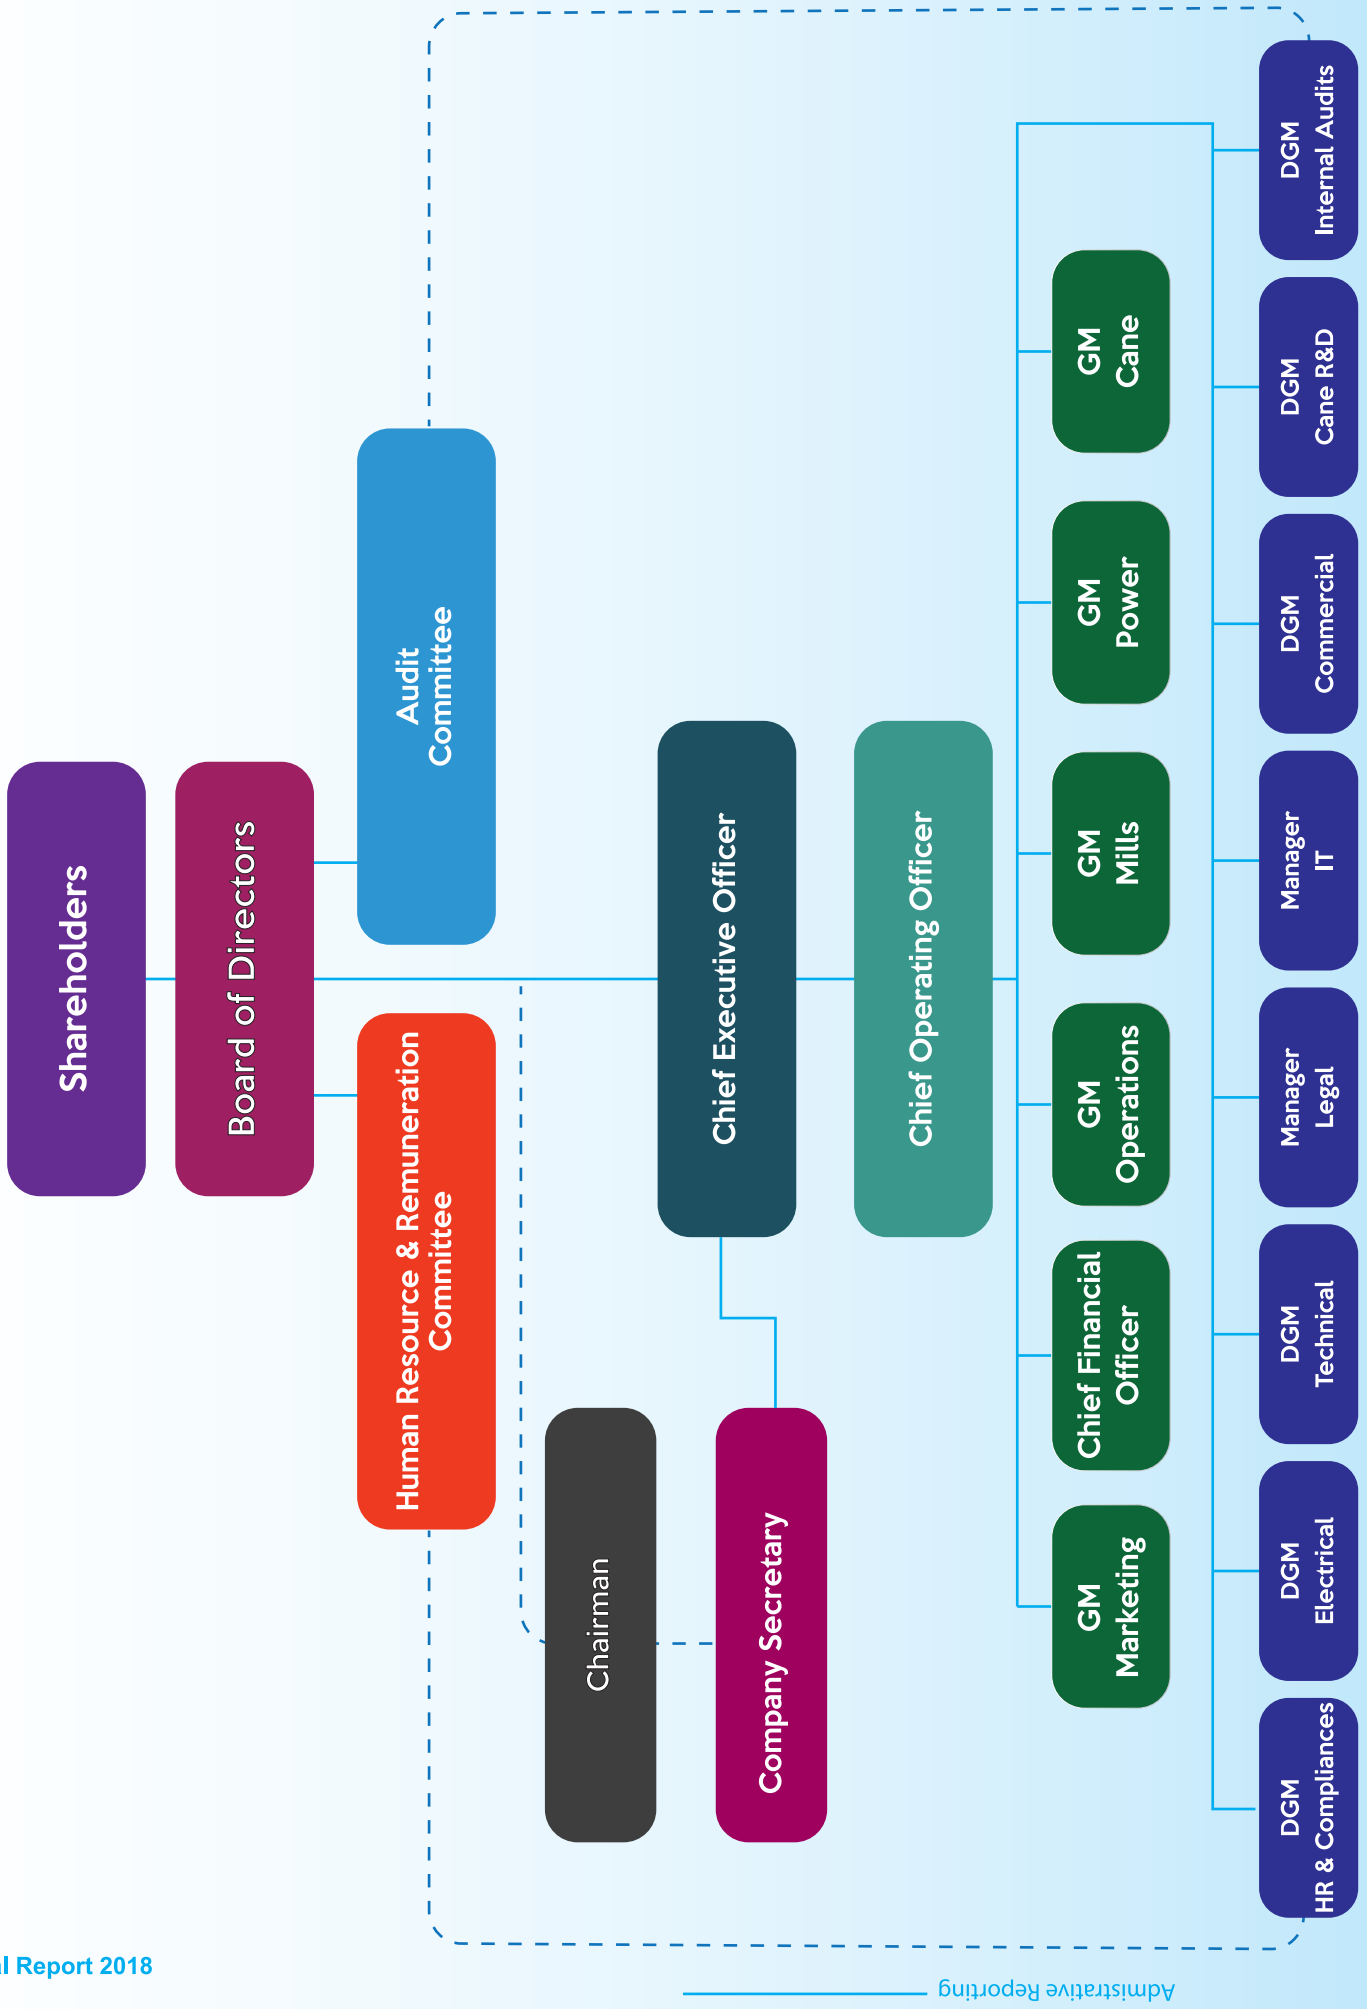 Shareholders
Board of Directors
Human Resource & Remuneration
Committee
Audit
Committee
Chairman
Company Secretary
Chief Executive Officer
Chief Operating Officer
GM
Marketing
Chief Financial
Officer
GM
Operations
GM
Mills
GM
Power
GM
Cane
DGM
HR & Compliances
DGM
Electrical
DGM
Technical
Manager
Legal
Manager
IT
DGM
Commercial
DGM
Cane R&D
DGM
Internal Audits
Report 2018
Admistrative Reporting